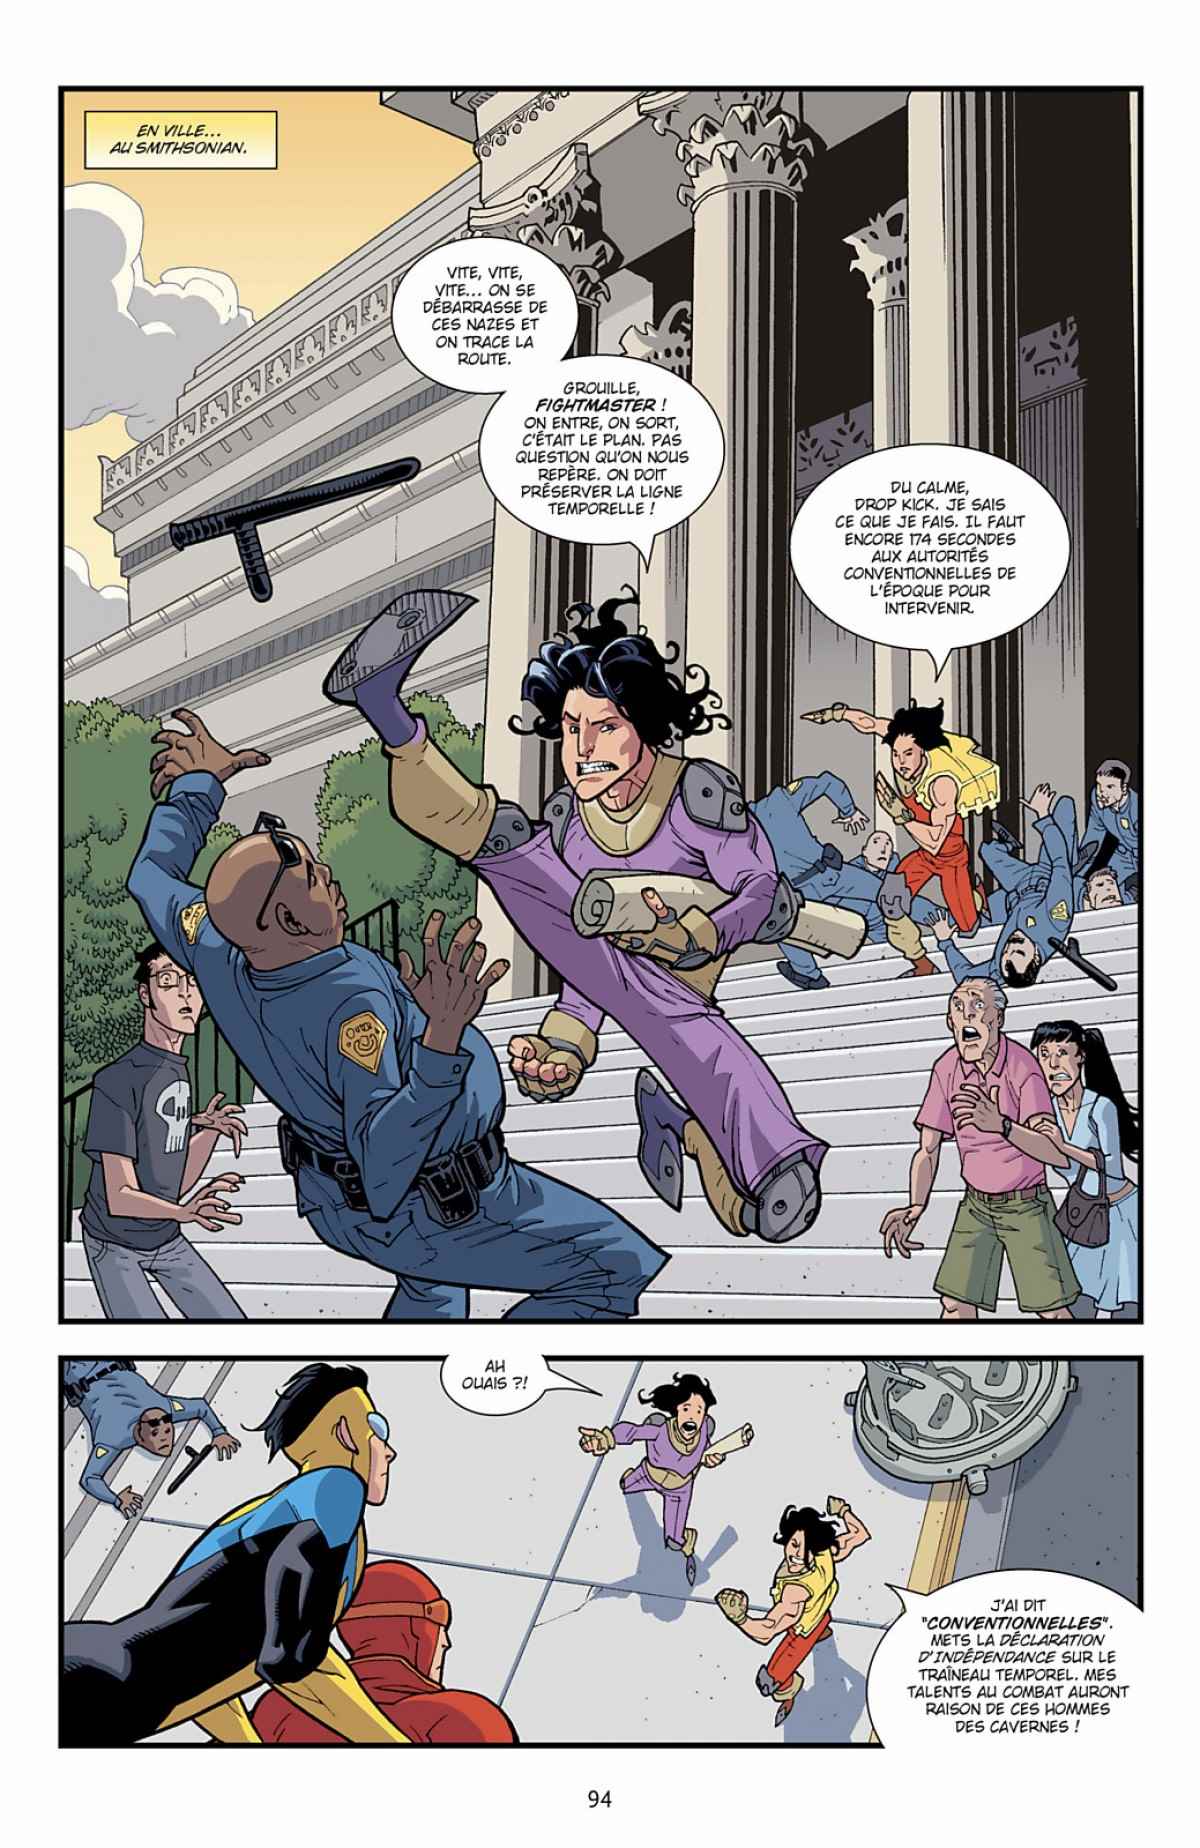 EN VILLE...
AU SMITHSONIAN.
VITE, VITE,
VITE... ON SE
DÉBARRASSE DE
CES NAZES ET
ON TRACE LA
ROUTE.
GROUILLE,
FIGHTMASTER !
ON ENTRE, ON SORT,
C'ÉTAIT LE PLAN. PAS
QUESTION QU'ON NOUS
REPÈRE. ON DOIT
PRÉSERVER LA LIGNE
TEMPORELLE !
DU CALME,
DROP KICK. JE SAIS
CE QUE JE FAIS. IL FAUT
ENCORE 174 SECONDES
AUX AUTORITÉS
CONVENTIONNELLES DE
L'ÉPOQUE POUR
INTERVENIR.
AH
OUAIS ?!
J'AI DIT
"CONVENTIONNELLES".
METS LA DÉCLARATION
D'INDÉPENDANCE SUR LE
TRAÎNEAU TEMPOREL. MES
TALENTS AU COMBAT AURONT
RAISON DE CES HOMMES
DES CAVERNES !
94